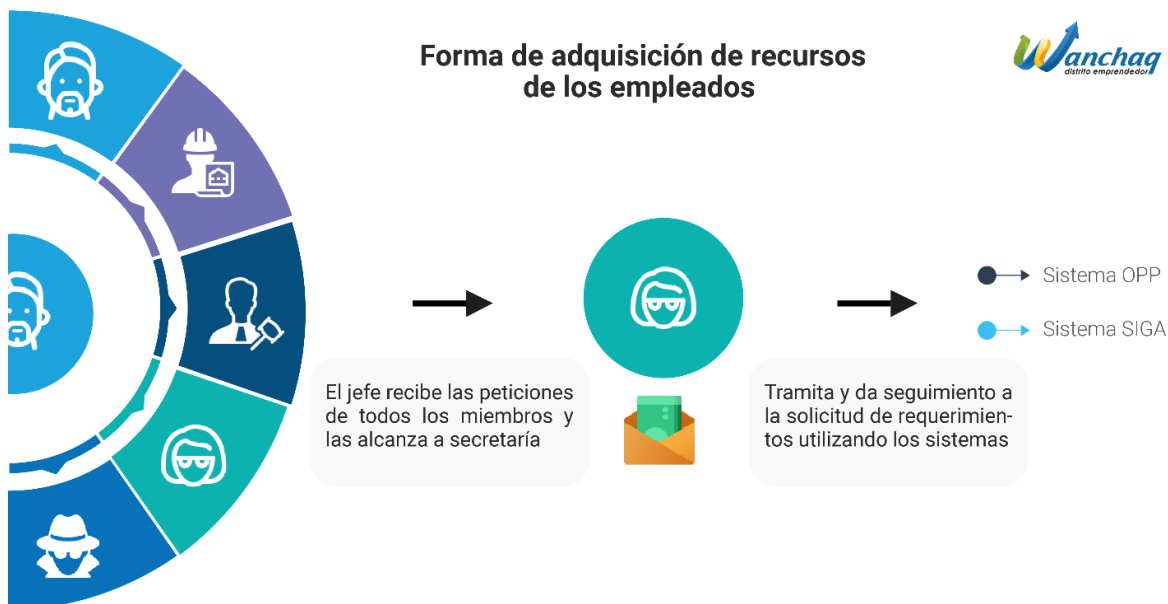 Forma de adquisición de recursos
de los empleados
Wanchaq
distrito emprendedor
El jefe recibe las peticiones
de todos los miembros y
las alcanza a secretaría
Tramita y da seguimiento a
la solicitud de requerimien-
tos utilizando los sistemas
Sistema OPP
Sistema SIGA